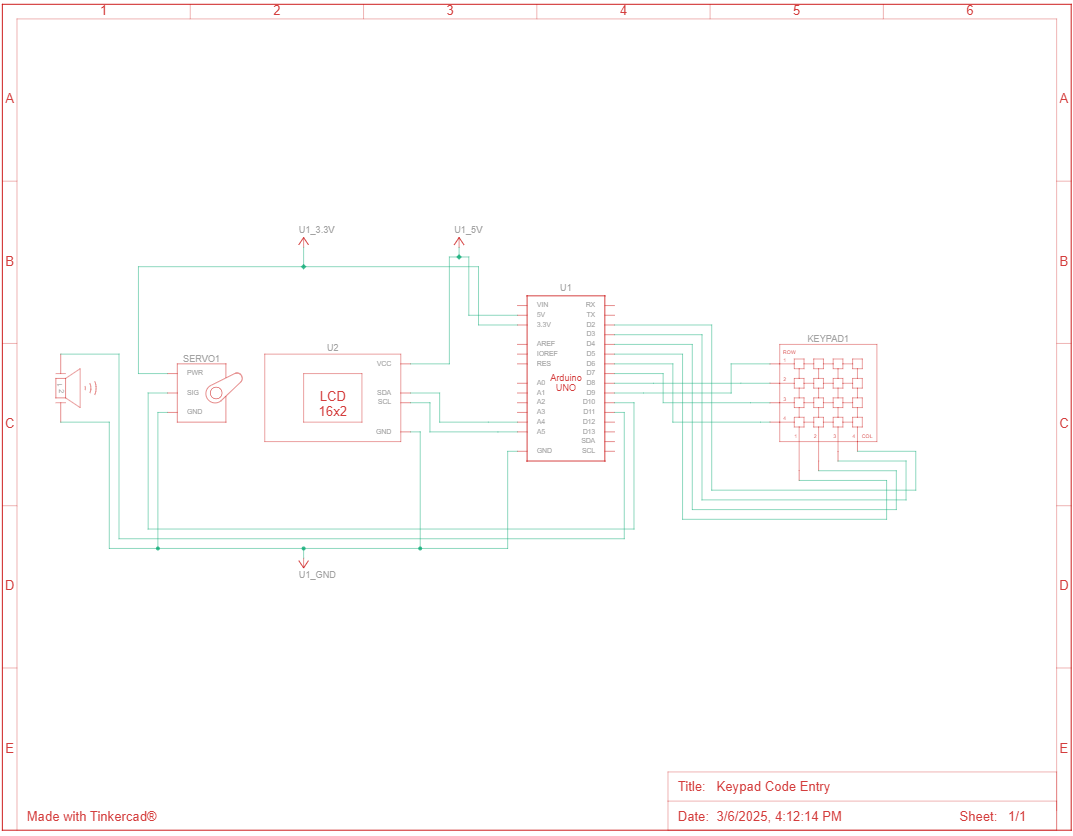 1 2 3 4 5 6
A A
U1_3.3V U1_5V
B B
U1
VIN RX
5V TX
3.3V D2
D3
AREF D4
IOREF D5
RES D6
D7
A0 D8
A1 D9
A2 D10
A3 D11
A4 D12
A5 D13
SDA
GND SCL
Arduino
UNO
KEYPAD1
ROW
1
2
3
4
1 2 3 4 COL
U2
VCC
SDA
SCL
GND
LCD
16x2
SERVO1
PWR
SIG
GND
1 2
C C
U1_GND
D D
E E
Title: Keypad Code Entry
Made with Tinkercad® Date: 3/6/2025, 4:12:14 PM Sheet: 1/1